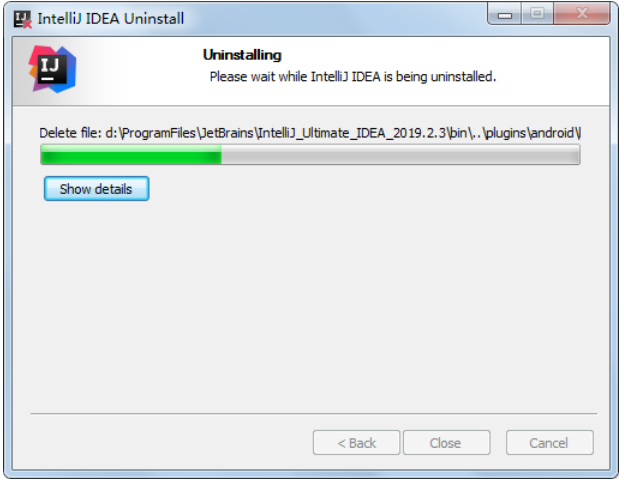 IntelliJ IDEA Uninstall
IJ
Uninstalling
Please wait while IntelliJ IDEA is being uninstalled.
Delete file: d:\ProgramFiles\JetBrains\IntelliJ_Ultimate_IDEA_2019.2.3\bin\..\plugins\android\
Show details
< Back
Close
Cancel